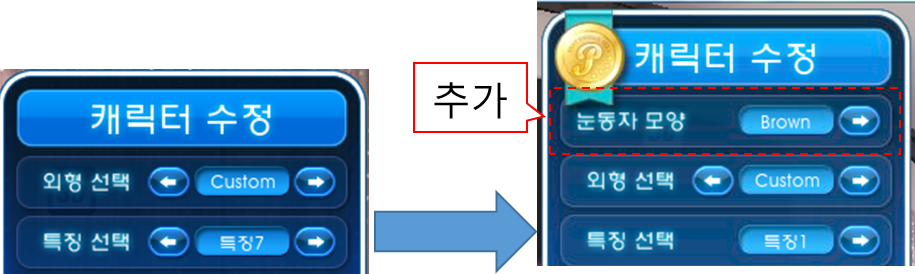 캐릭터 수정
외형 선택 Custom
특징 선택 특징7
추가
P
캐릭터 수정
눈동자 모양 Brown
외형 선택 Custom
특징 선택 특징1